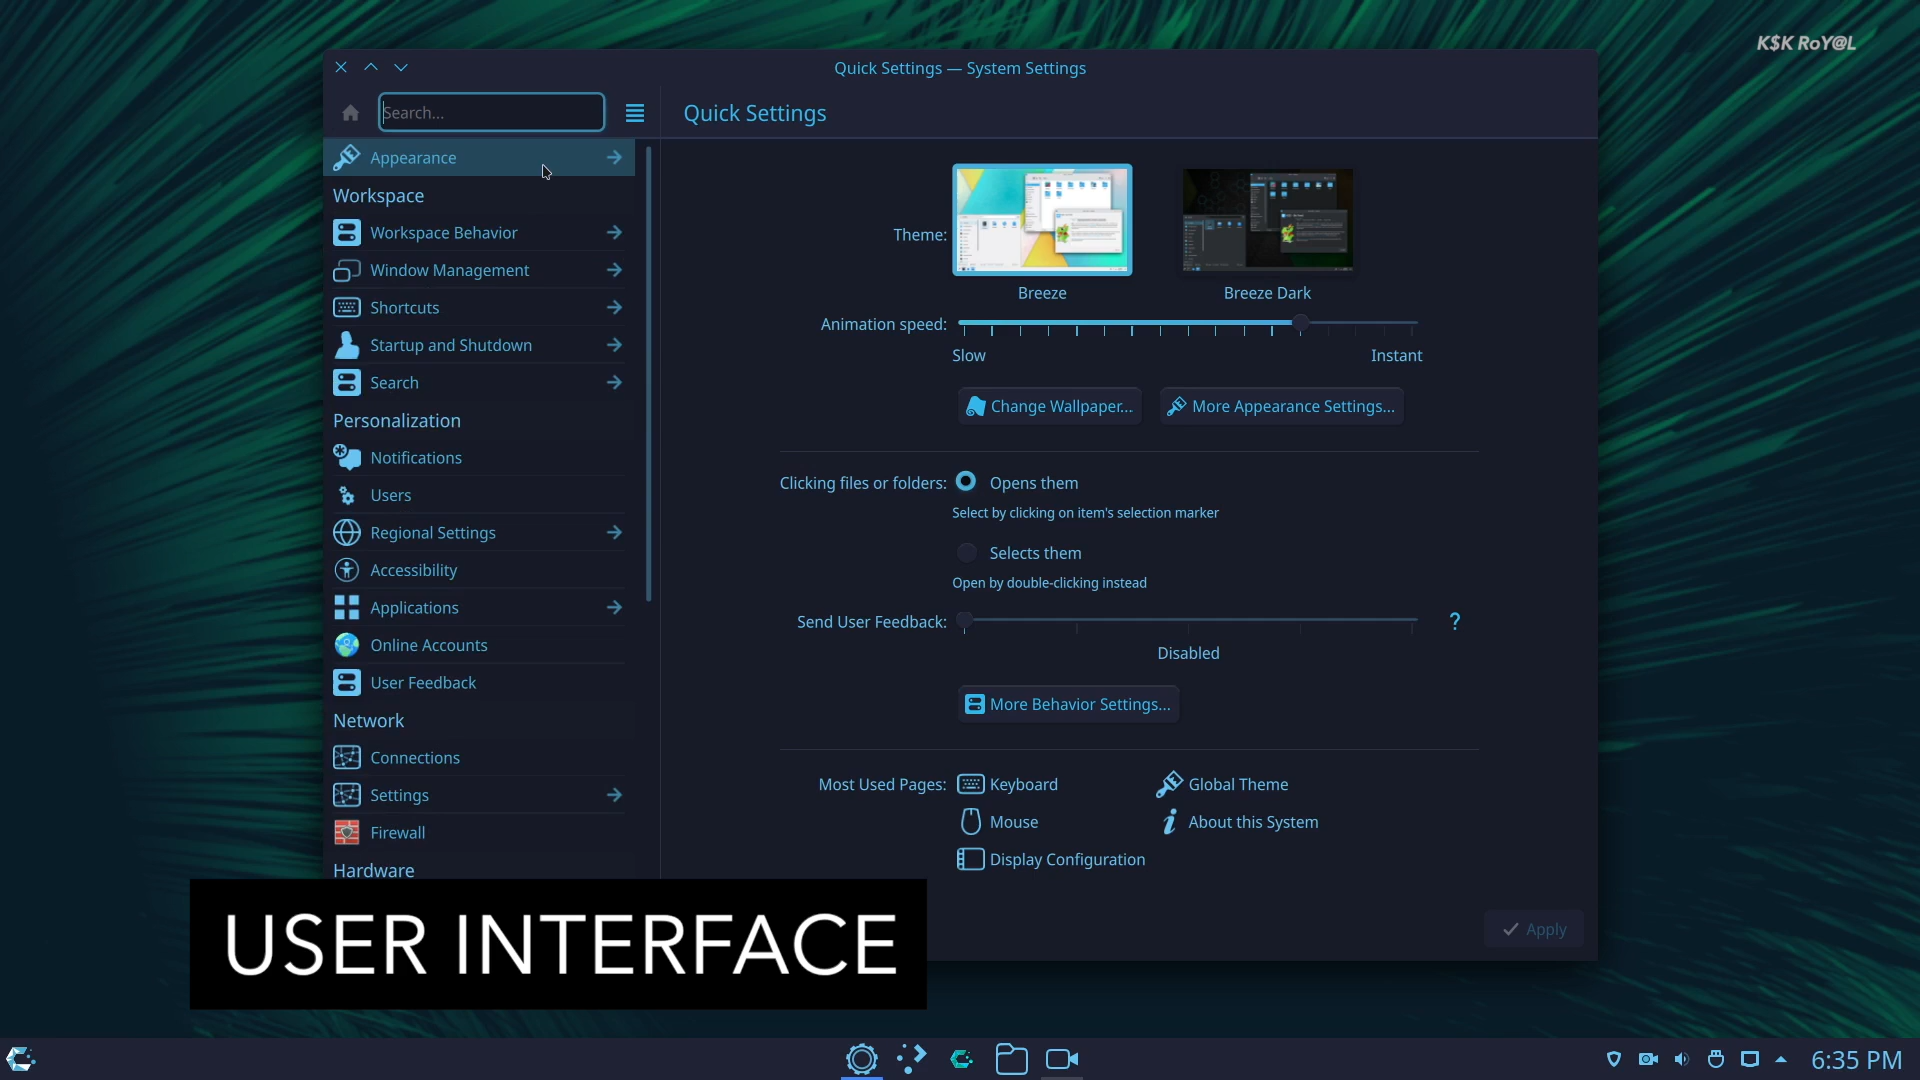 K$K RoY@L
Quick Settings — System Settings
Search...
Quick Settings
Appearance
Workspace
Workspace Behavior
Window Management
Shortcuts
Startup and Shutdown
Search
Personalization
Notifications
Users
Regional Settings
Accessibility
Applications
Online Accounts
User Feedback
Network
Connections
Settings
Firewall
Hardware
Theme:
Breeze
Breeze Dark
Animation speed:
Slow
Instant
Change Wallpaper...
More Appearance Settings...
Clicking files or folders:
Opens them
Select by clicking on item's selection marker
Selects them
Open by double-clicking instead
Send User Feedback:
?
Disabled
More Behavior Settings...
Most Used Pages:
Keyboard
Global Theme
Mouse
About this System
Display Configuration
Apply
USER INTERFACE
6:35 PM